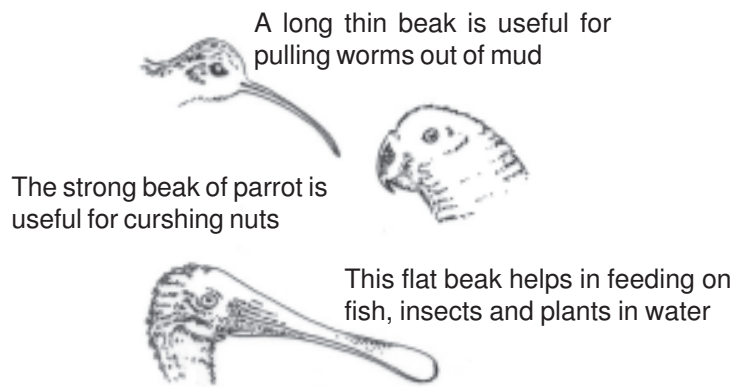 A long thin beak is useful for
pulling worms out of mud
The strong beak of parrot is
useful for curshing nuts
This flat beak helps in feeding on
fish, insects and plants in water